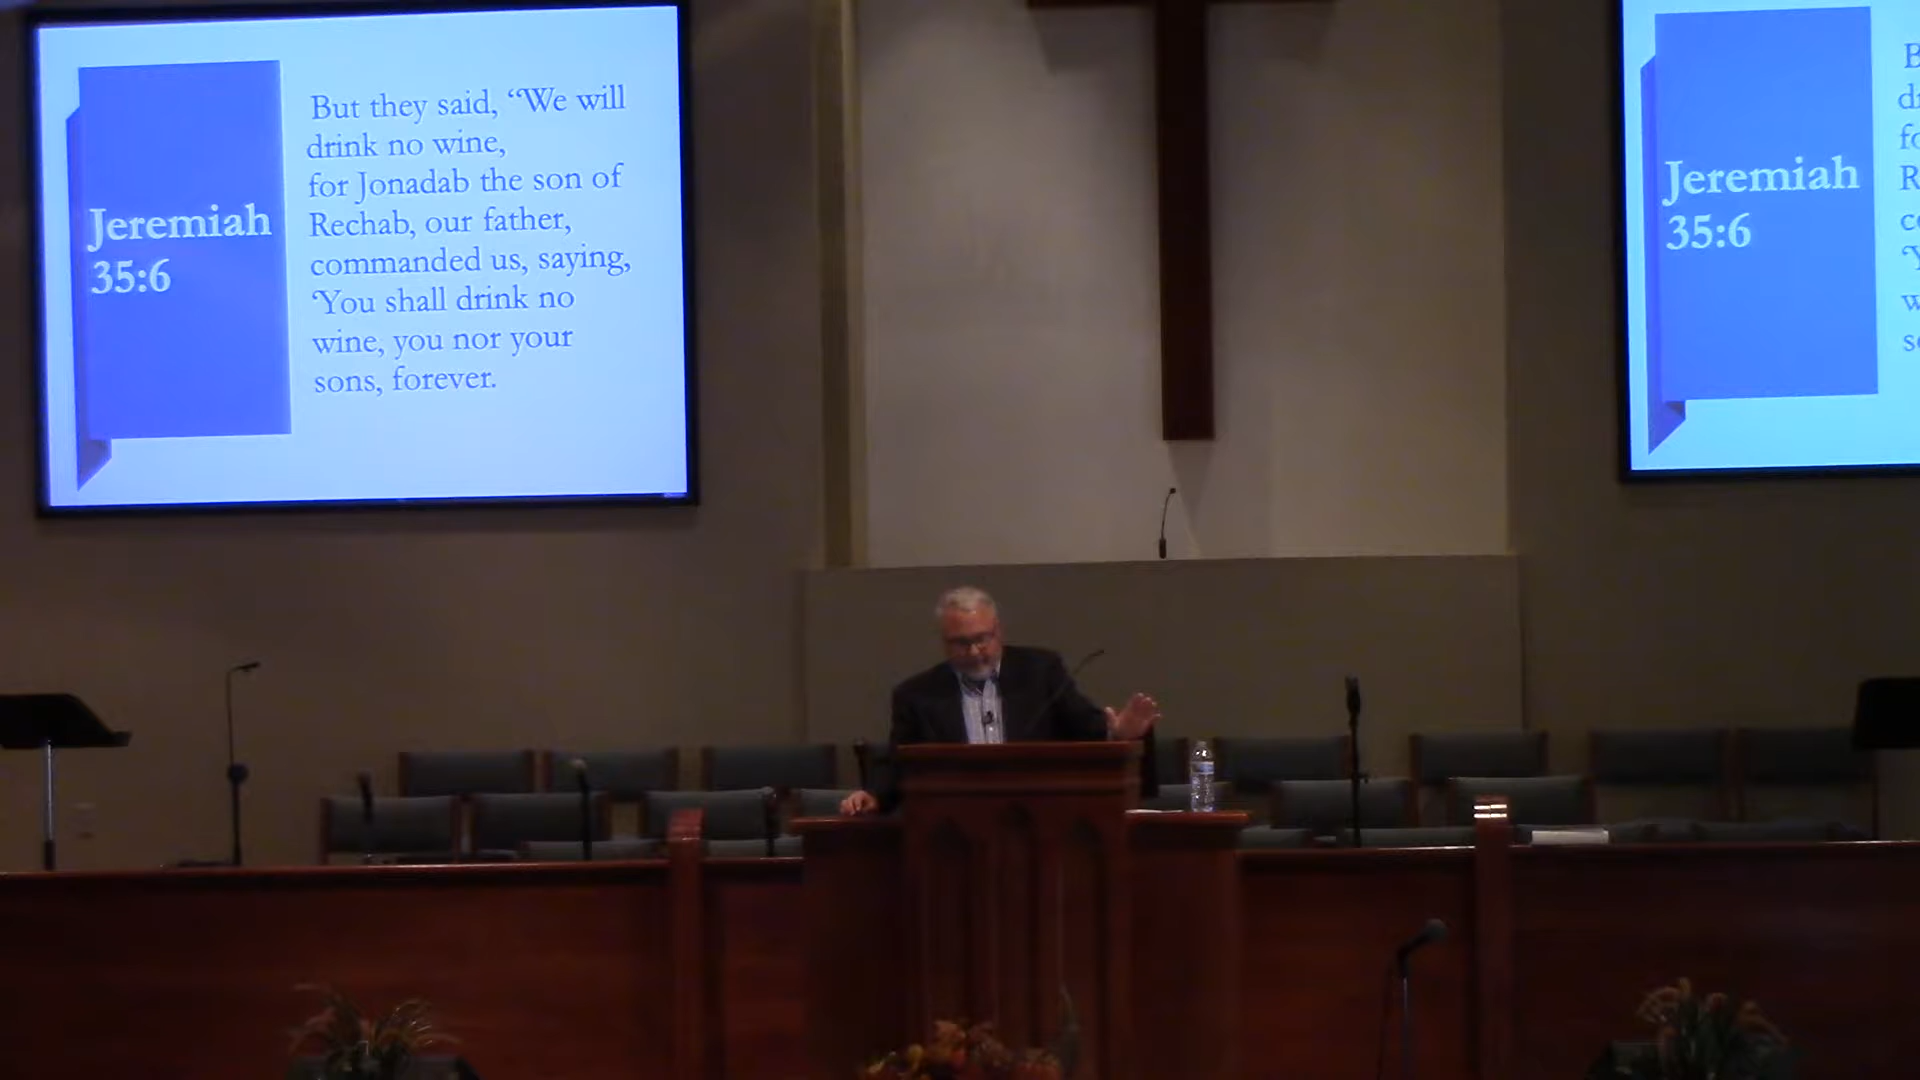 Jeremiah
35:6
But they said, “We will
drink no wine,
for Jonadab the son of
Rechab, our father,
commanded us, saying,
‘You shall drink no
wine, you nor your
sons, forever.
Jeremiah
35:6